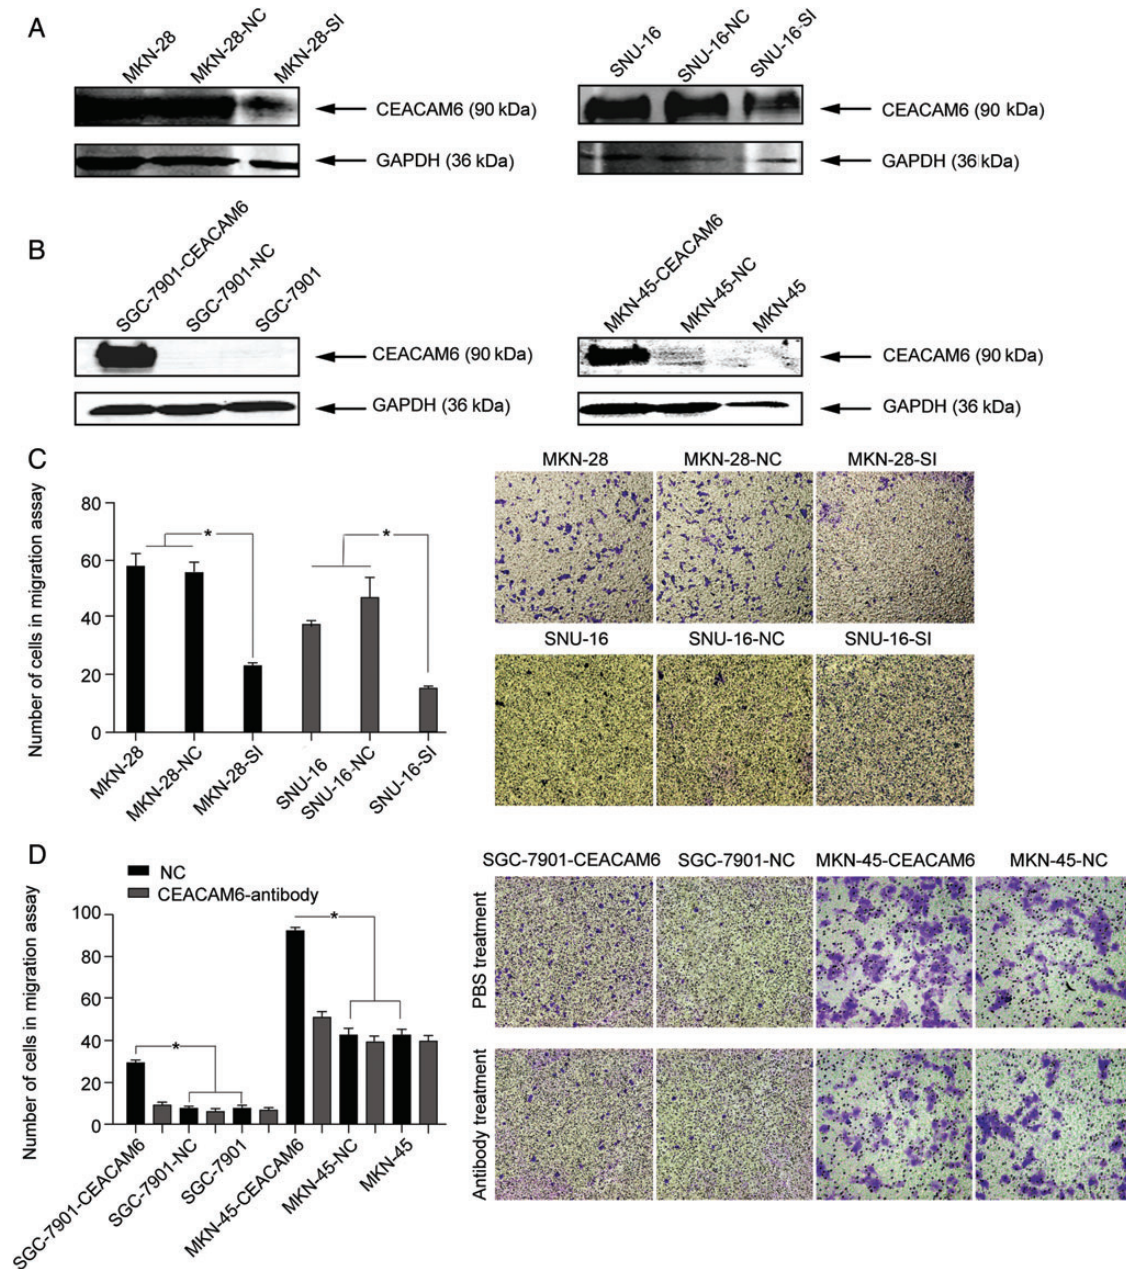 A
MKN-28
MKN-28-NC
MKN-28-SI
CEACAM6 (90 kDa)
GAPDH (36 kDa)
SNU-16
SNU-16-NC
SNU-16-SI
CEACAM6 (90 kDa)
GAPDH (36 kDa)
B
SGC-7901-CEACAM6
SGC-7901-NC
SGC-7901
CEACAM6 (90 kDa)
GAPDH (36 kDa)
MKN-45-CEACAM6
MKN-45-NC
MKN-45
CEACAM6 (90 kDa)
GAPDH (36 kDa)
C
Number of cells in migration assay
80
60
40
20
0
*
*
MKN-28
MKN-28-NC
MKN-28-SI
SNU-16
SNU-16-NC
SNU-16-SI
MKN-28
MKN-28-NC
MKN-28-SI
SNU-16
SNU-16-NC
SNU-16-SI
D
NC
CEACAM6-antibody
Number of cells in migration assay
100
80
60
40
20
0
*
*
SGC-7901-CEACAM6
SGC-7901-NC
SGC-7901
MKN-45-CEACAM6
MKN-45-NC
MKN-45
SGC-7901-CEACAM6
SGC-7901-NC
MKN-45-CEACAM6
MKN-45-NC
PBS treatment
Antibody treatment